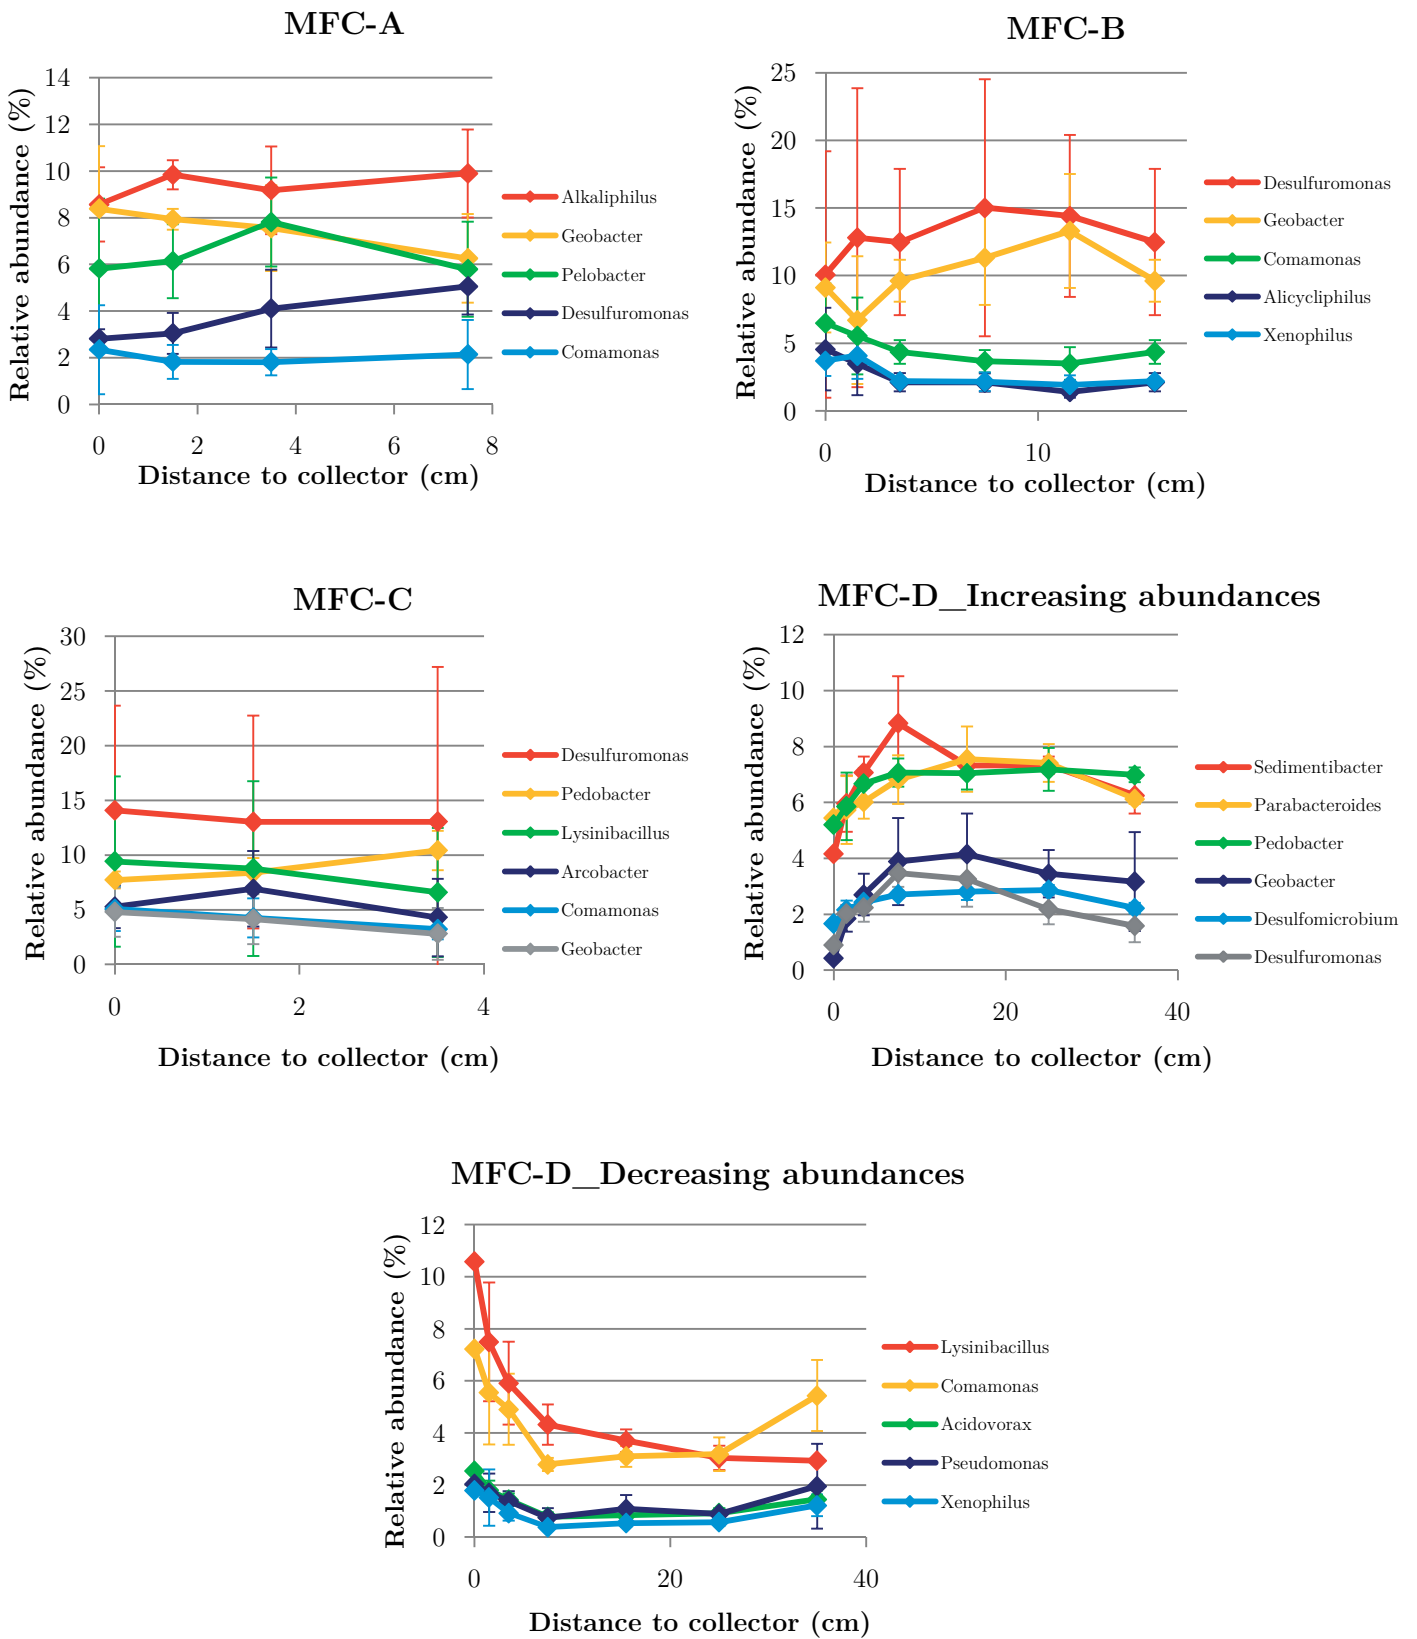 MFC-A
Relative abundance (%)
14
12
10
8
6
4
2
0
0 2 4 6 8
Distance to collector (cm)
Alkaliphilus
Geobacter
Pelobacter
Desulfuromonas
Comamonas
MFC-B
Relative abundance (%)
25
20
15
10
5
0
0 10
Distance to collector (cm)
Desulfuromonas
Geobacter
Comamonas
Alicycliphilus
Xenophilus
MFC-C
Relative abundance (%)
30
25
20
15
10
5
0
0 2 4
Distance to collector (cm)
Desulfuromonas
Pedobacter
Lysinibacillus
Arcobacter
Comamonas
Geobacter
MFC-D_Increasing abundances
Relative abundance (%)
12
10
8
6
4
2
0
0 20 40
Distance to collector (cm)
Sedimentibacter
Parabacteroides
Pedobacter
Geobacter
Desulfomicrobium
Desulfuromonas
MFC-D_Decreasing abundances
Relative abundance (%)
12
10
8
6
4
2
0
0 20 40
Distance to collector (cm)
Lysinibacillus
Comamonas
Acidovorax
Pseudomonas
Xenophilus